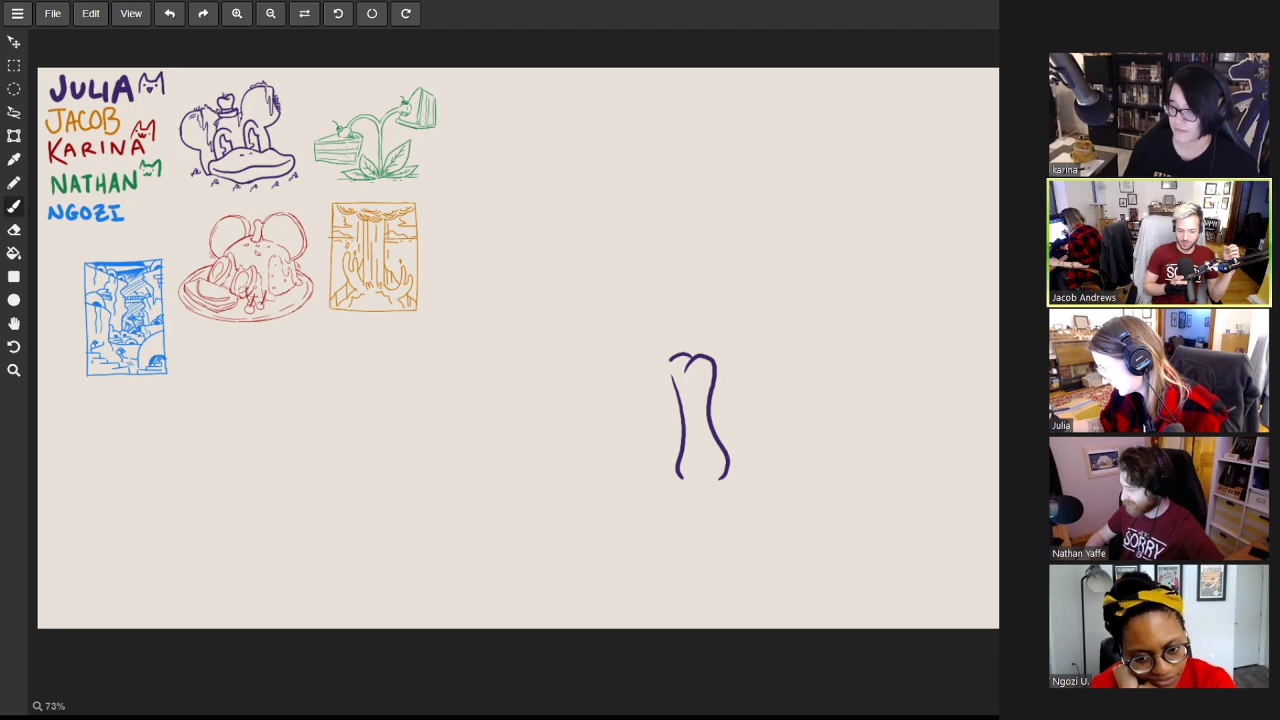 File Edit View
JULIA
JACOB
KARINA
NATHAN
NGOZI
73%
karina
Jacob Andrews
Julia
Nathan Yaffe
SORRY
Ngozi U.